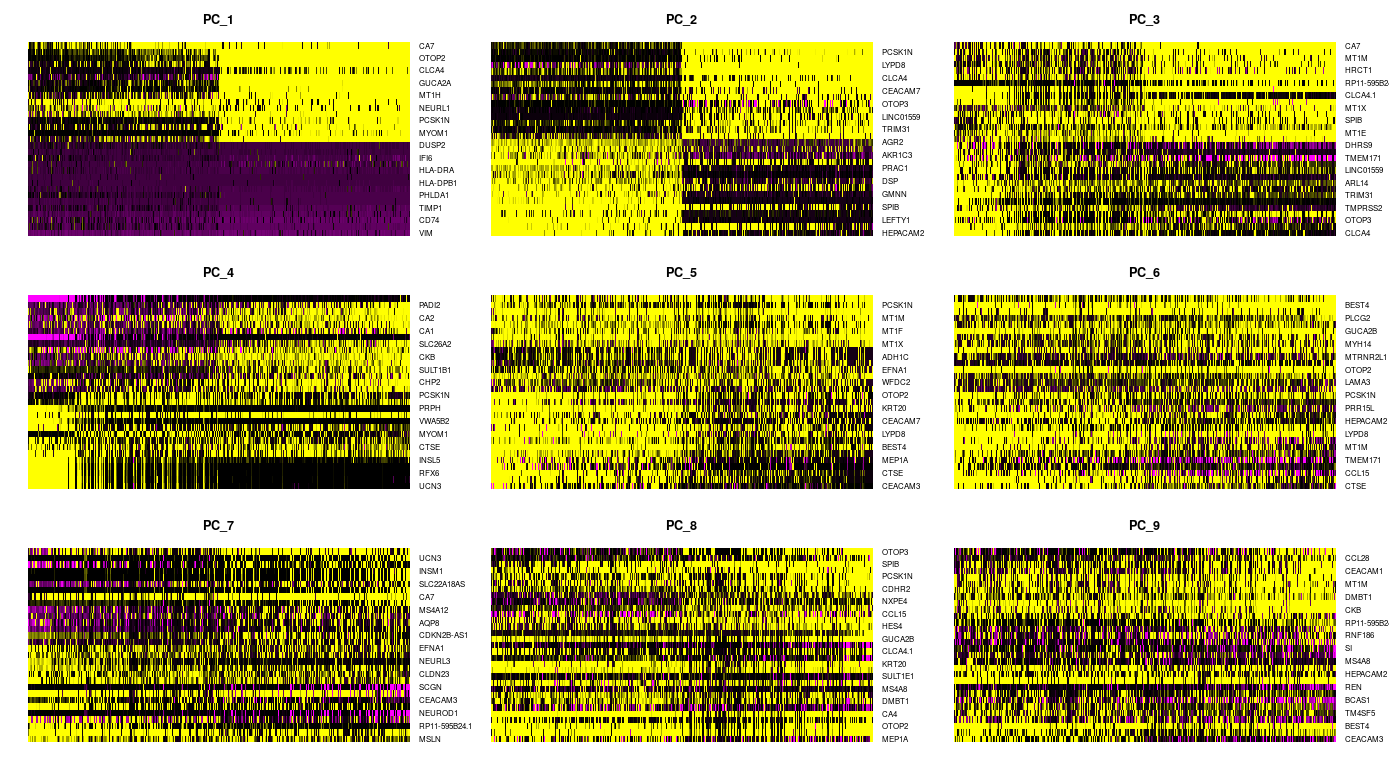 PC_1
CA7
OTOP2
CLCA4
GUCA2A
MT1H
NEURL1
PCSK1N
MYOM1
DUSP2
IFI6
HLA-DRA
HLA-DPB1
PHLDA1
TIMP1
CD74
VIM
PC_2
PCSK1N
LYPD8
CLCA4
CEACAM7
OTOP3
LINC01559
TRIM31
AGR2
AKR1C3
PRAC1
DSP
GMNN
SPIB
LEFTY1
HEPACAM2
PC_3
CA7
MT1M
HRCT1
RP11-595B2
CLCA4.1
MT1X
SPIB
MT1E
DHRS9
TMEM171
LINC01559
ARL14
TRIM31
TMPRSS2
OTOP3
CLCA4
PC_4
PADI2
CA2
CA1
SLC26A2
CKB
SULT1B1
CHP2
PCSK1N
PRPH
VWA5B2
MYOM1
CTSE
INSL5
RFX6
UCN3
PC_5
PCSK1N
MT1M
MT1F
MT1X
ADH1C
EFNA1
WFDC2
OTOP2
KRT20
CEACAM7
LYPD8
BEST4
MEP1A
CTSE
CEACAM3
PC_6
BEST4
PLCG2
GUCA2B
MYH14
MTRNR2L1
OTOP2
LAMA3
PCSK1N
PRR15L
HEPACAM2
LYPD8
MT1M
TMEM171
CCL15
CTSE
PC_7
UCN3
INSM1
SLC22A18AS
CA7
MS4A12
AQP8
CDKN2B-AS1
EFNA1
NEURL3
CLDN23
SCGN
CEACAM3
NEUROD1
RP11-595B24.1
MSLN
PC_8
OTOP3
SPIB
PCSK1N
CDHR2
NXPE4
CCL15
HES4
GUCA2B
CLCA4.1
KRT20
SULT1E1
MS4A8
DMBT1
CA4
OTOP2
MEP1A
PC_9
CCL28
CEACAM1
MT1M
DMBT1
CKB
RP11-595B2
RNF186
SI
MS4A8
HEPACAM2
REN
BCAS1
TM4SF5
BEST4
CEACAM3